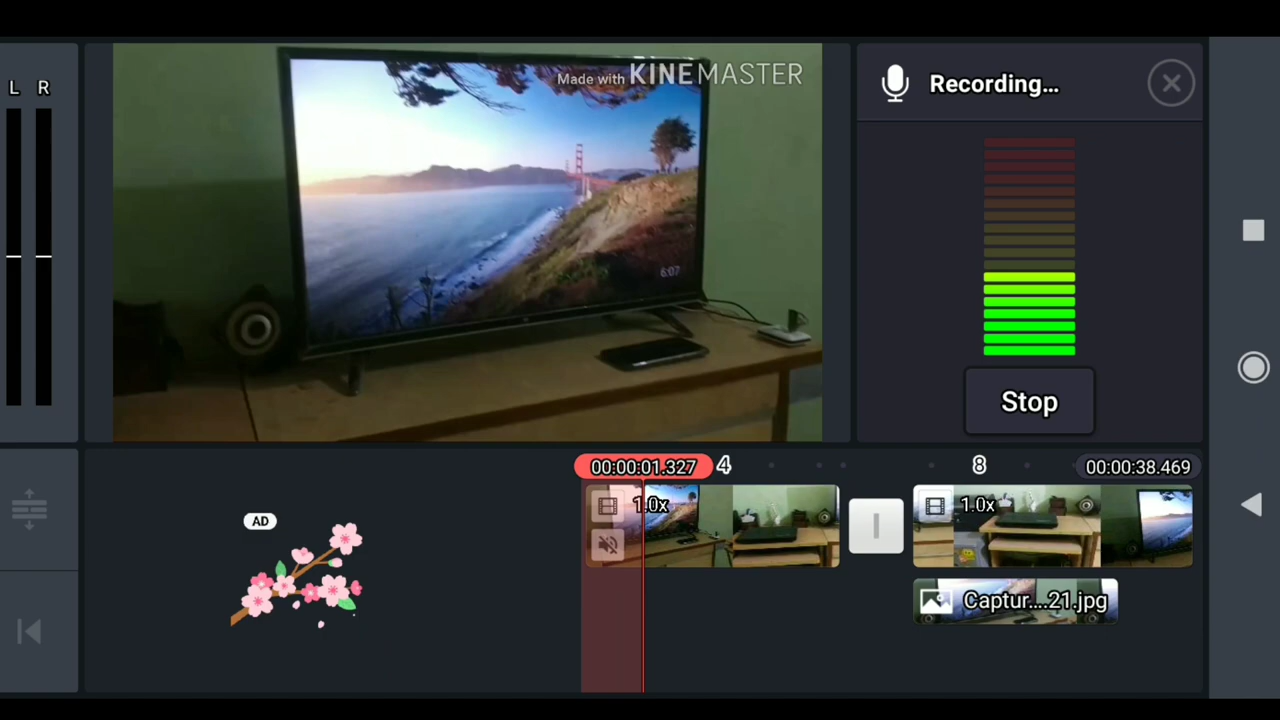 L R
Made with KINEMASTER
Recording...
6:07
Stop
00:00:01.327
4
8
00:00:38.469
1.0x
1.0x
AD
Captur....21.jpg